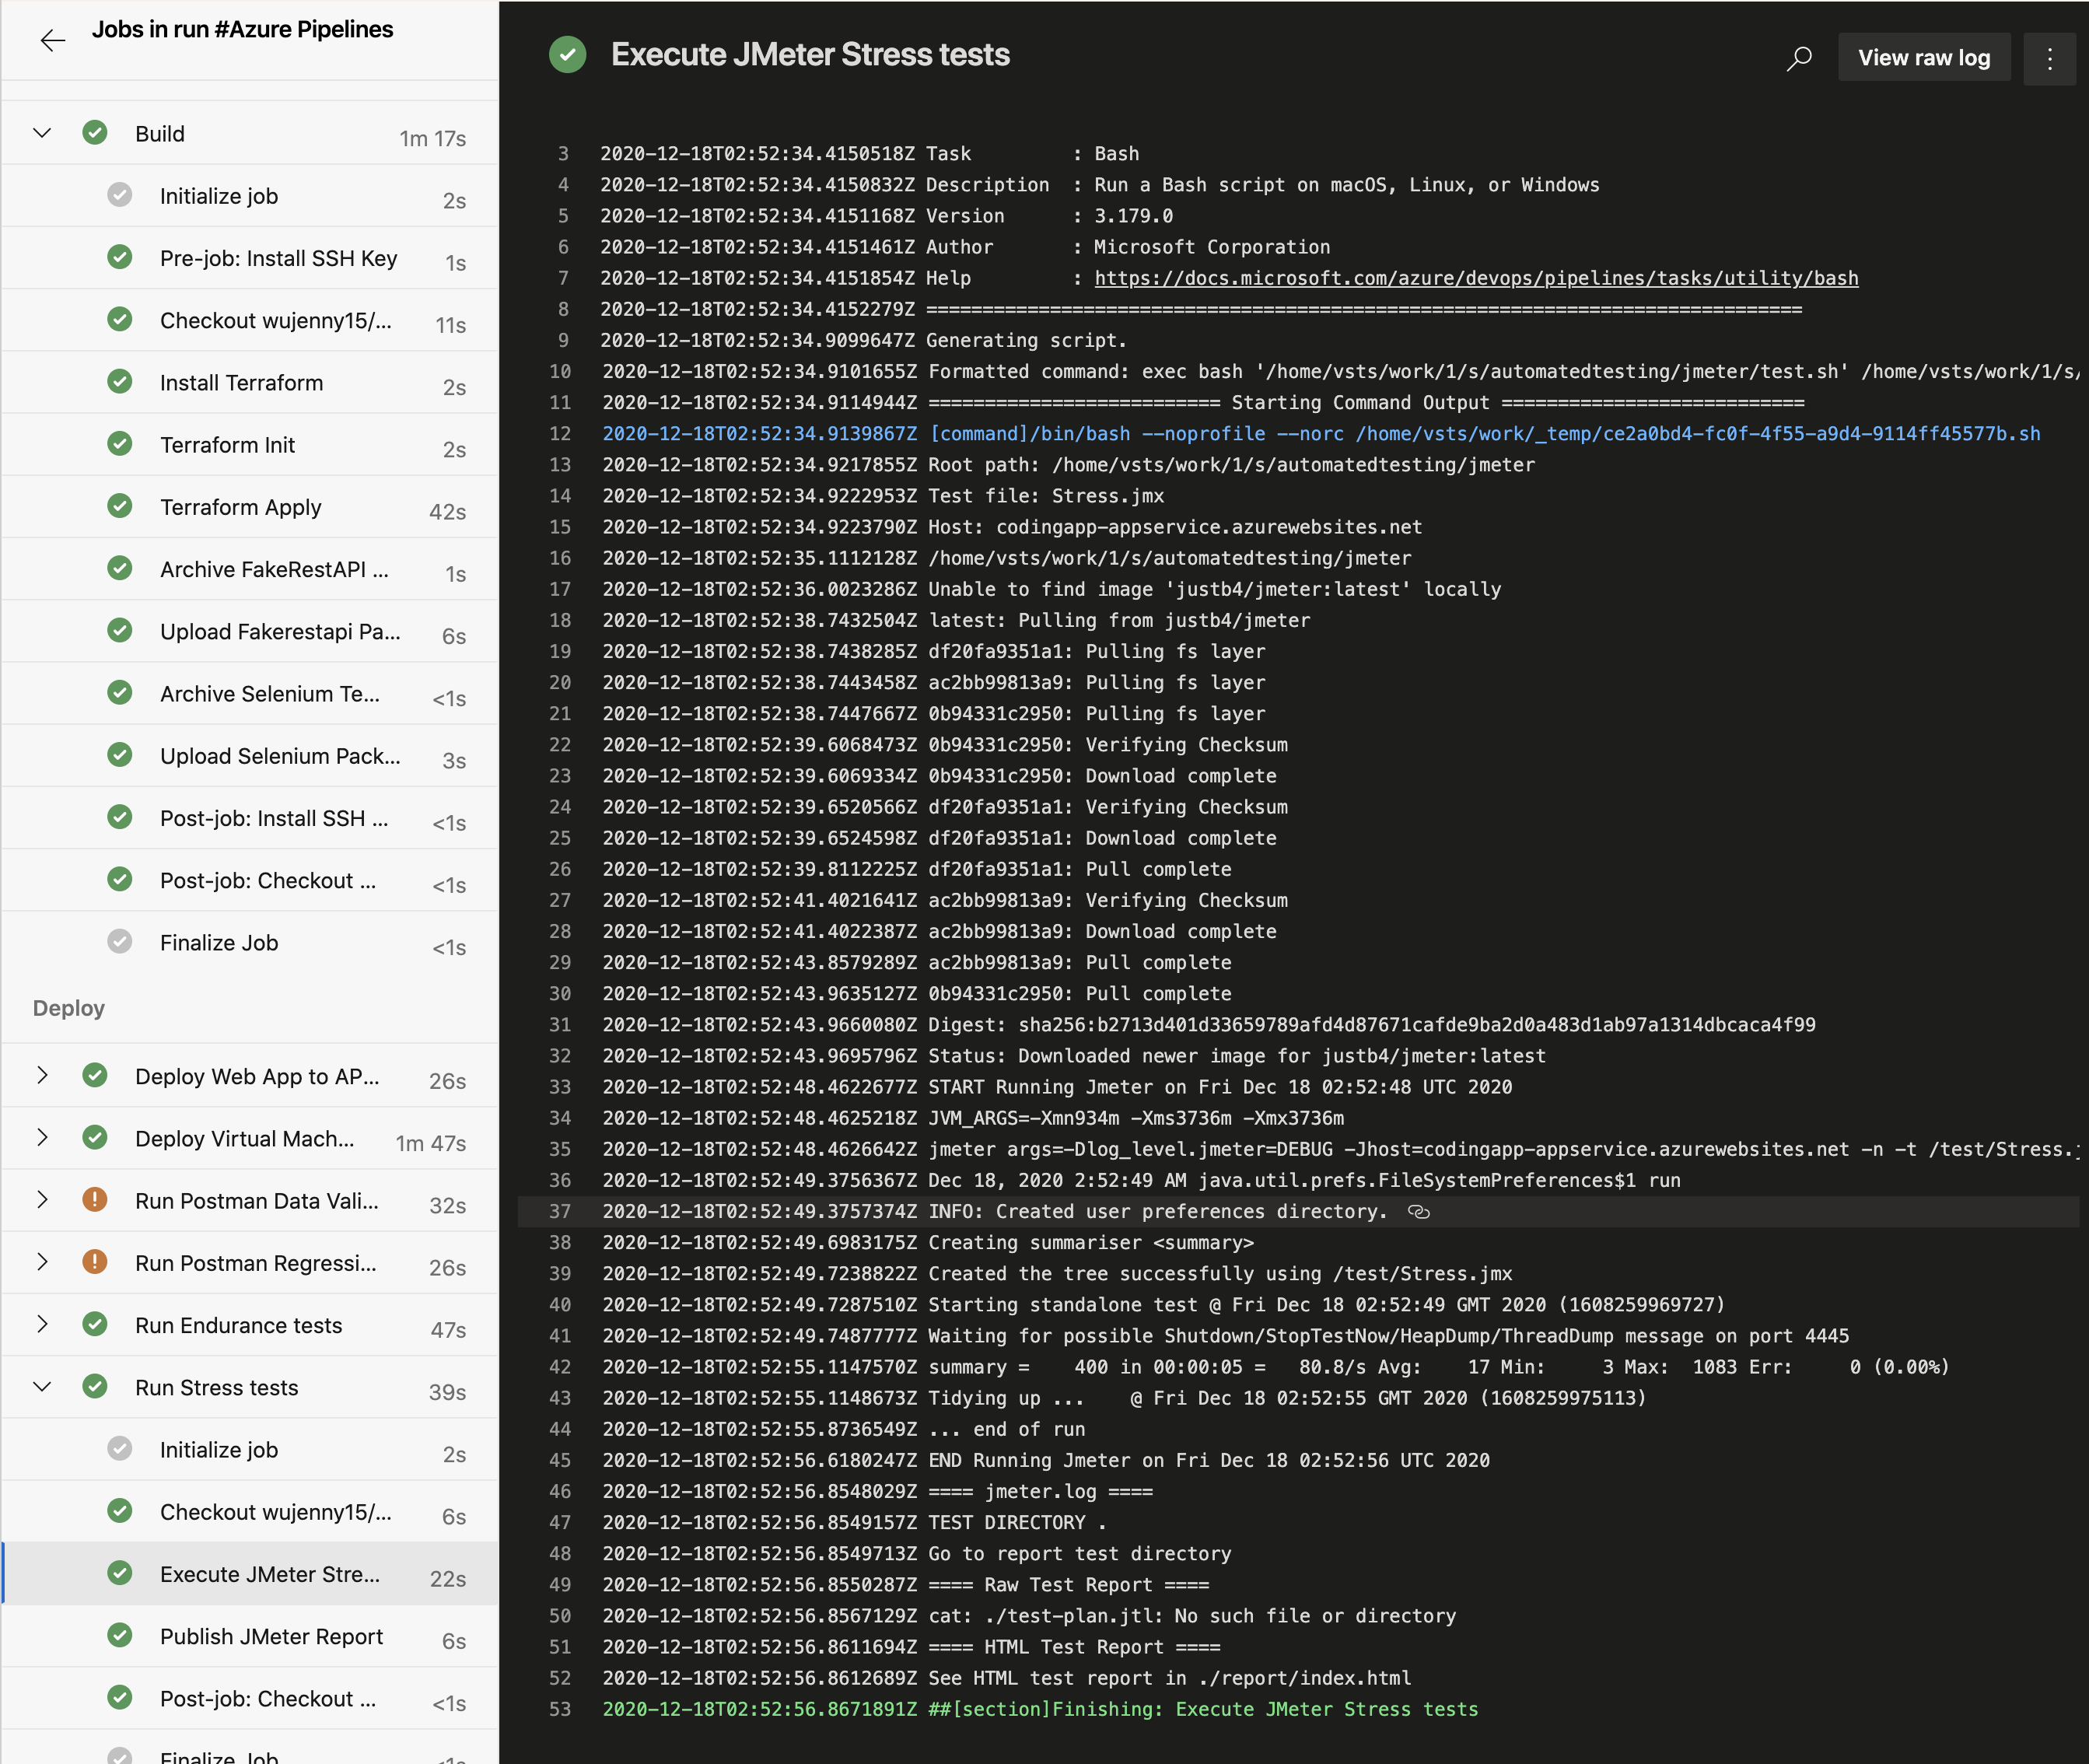 Jobs in run #Azure Pipelines
Build 1m 17s
Initialize job 2s
Pre-job: Install SSH Key 1s
Checkout wujenny15/... 11s
Install Terraform 2s
Terraform Init 2s
Terraform Apply 42s
Archive FakeRestAPI ... 1s
Upload Fakerestapi Pa... 6s
Archive Selenium Te... <1s
Upload Selenium Pack... 3s
Post-job: Install SSH ... <1s
Post-job: Checkout ... <1s
Finalize Job <1s
Deploy
Deploy Web App to AP... 26s
Deploy Virtual Mach... 1m 47s
Run Postman Data Vali... 32s
Run Postman Regressi... 26s
Run Endurance tests 47s
Run Stress tests 39s
Initialize job 2s
Checkout wujenny15/... 6s
Execute JMeter Stre... 22s
Publish JMeter Report 6s
Post-job: Checkout ... <1s
Finalize Job <1s
Execute JMeter Stress tests
View raw log
3 2020-12-18T02:52:34.4150518Z Task : Bash
4 2020-12-18T02:52:34.4150832Z Description : Run a Bash script on macOS, Linux, or Windows
5 2020-12-18T02:52:34.4151168Z Version : 3.179.0
6 2020-12-18T02:52:34.4151461Z Author : Microsoft Corporation
7 2020-12-18T02:52:34.4151854Z Help : https://docs.microsoft.com/azure/devops/pipelines/tasks/utility/bash
8 2020-12-18T02:52:34.4152279Z ==============================================================================
9 2020-12-18T02:52:34.9099647Z Generating script.
10 2020-12-18T02:52:34.9101655Z Formatted command: exec bash '/home/vsts/work/1/s/automatedtesting/jmeter/test.sh' /home/vsts/work/1/s/
11 2020-12-18T02:52:34.9114944Z ========================== Starting Command Output ===========================
12 2020-12-18T02:52:34.9139867Z [command]/bin/bash --noprofile --norc /home/vsts/work/_temp/ce2a0bd4-fc0f-4f55-a9d4-9114ff45577b.sh
13 2020-12-18T02:52:34.9217855Z Root path: /home/vsts/work/1/s/automatedtesting/jmeter
14 2020-12-18T02:52:34.9222953Z Test file: Stress.jmx
15 2020-12-18T02:52:34.9223790Z Host: codingapp-appservice.azurewebsites.net
16 2020-12-18T02:52:35.1112128Z /home/vsts/work/1/s/automatedtesting/jmeter
17 2020-12-18T02:52:36.0023286Z Unable to find image 'justb4/jmeter:latest' locally
18 2020-12-18T02:52:38.7432504Z latest: Pulling from justb4/jmeter
19 2020-12-18T02:52:38.7438285Z df20fa9351a1: Pulling fs layer
20 2020-12-18T02:52:38.7443458Z ac2bb99813a9: Pulling fs layer
21 2020-12-18T02:52:38.7447667Z 0b94331c2950: Pulling fs layer
22 2020-12-18T02:52:39.6068473Z 0b94331c2950: Verifying Checksum
23 2020-12-18T02:52:39.6069334Z 0b94331c2950: Download complete
24 2020-12-18T02:52:39.6520566Z df20fa9351a1: Verifying Checksum
25 2020-12-18T02:52:39.6524598Z df20fa9351a1: Download complete
26 2020-12-18T02:52:39.8112225Z df20fa9351a1: Pull complete
27 2020-12-18T02:52:41.4021641Z ac2bb99813a9: Verifying Checksum
28 2020-12-18T02:52:41.4022387Z ac2bb99813a9: Download complete
29 2020-12-18T02:52:43.8579289Z ac2bb99813a9: Pull complete
30 2020-12-18T02:52:43.9635127Z 0b94331c2950: Pull complete
31 2020-12-18T02:52:43.9660080Z Digest: sha256:b2713d401d33659789afd4d87671cafde9ba2d0a483d1ab97a1314dbcaca4f99
32 2020-12-18T02:52:43.9695796Z Status: Downloaded newer image for justb4/jmeter:latest
33 2020-12-18T02:52:48.4622677Z START Running Jmeter on Fri Dec 18 02:52:48 UTC 2020
34 2020-12-18T02:52:48.4625218Z JVM_ARGS=-Xmn934m -Xms3736m -Xmx3736m
35 2020-12-18T02:52:48.4626642Z jmeter args=-Dlog_level.jmeter=DEBUG -Jhost=codingapp-appservice.azurewebsites.net -n -t /test/Stress.j
36 2020-12-18T02:52:49.3756367Z Dec 18, 2020 2:52:49 AM java.util.prefs.FileSystemPreferences$1 run
37 2020-12-18T02:52:49.3757374Z INFO: Created user preferences directory.
38 2020-12-18T02:52:49.6983175Z Creating summariser <summary>
39 2020-12-18T02:52:49.7238822Z Created the tree successfully using /test/Stress.jmx
40 2020-12-18T02:52:49.7287510Z Starting standalone test @ Fri Dec 18 02:52:49 GMT 2020 (1608259969727)
41 2020-12-18T02:52:49.7487777Z Waiting for possible Shutdown/StopTestNow/HeapDump/ThreadDump message on port 4445
42 2020-12-18T02:52:55.1147570Z summary = 400 in 00:00:05 = 80.8/s Avg: 17 Min: 3 Max: 1083 Err: 0 (0.00%)
43 2020-12-18T02:52:55.1148673Z Tidying up ... @ Fri Dec 18 02:52:55 GMT 2020 (1608259975113)
44 2020-12-18T02:52:55.8736549Z ... end of run
45 2020-12-18T02:52:56.6180247Z END Running Jmeter on Fri Dec 18 02:52:56 UTC 2020
46 2020-12-18T02:52:56.8548029Z ==== jmeter.log ====
47 2020-12-18T02:52:56.8549157Z TEST DIRECTORY .
48 2020-12-18T02:52:56.8549713Z Go to report test directory
49 2020-12-18T02:52:56.8550287Z ==== Raw Test Report ====
50 2020-12-18T02:52:56.8567129Z cat: ./test-plan.jtl: No such file or directory
51 2020-12-18T02:52:56.8611694Z ==== HTML Test Report ====
52 2020-12-18T02:52:56.8612689Z See HTML test report in ./report/index.html
53 2020-12-18T02:52:56.8671891Z ##[section]Finishing: Execute JMeter Stress tests